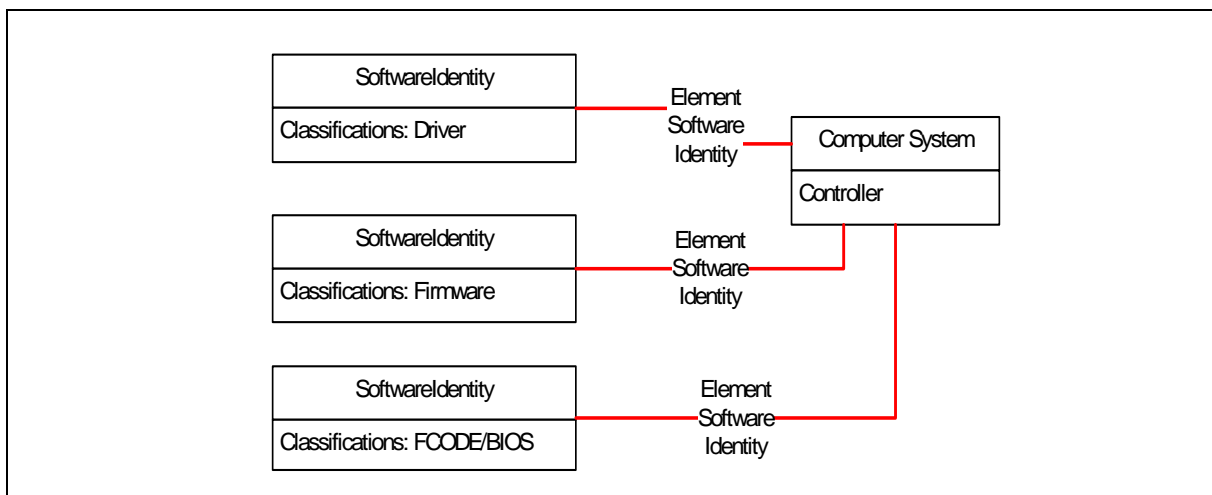 SoftwareIdentity
Classifications: Driver
Element
Software
Identity
Computer System
Controller
SoftwareIdentity
Classifications: Firmware
Element
Software
Identity
SoftwareIdentity
Classifications: FCODE/BIOS
Element
Software
Identity